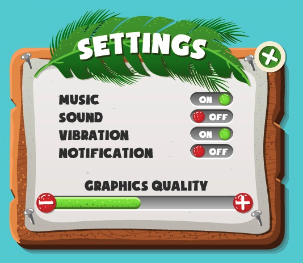 SETTINGS
MUSIC ON
SOUND OFF
VIBRATION ON
NOTIFICATION OFF
GRAPHICS QUALITY